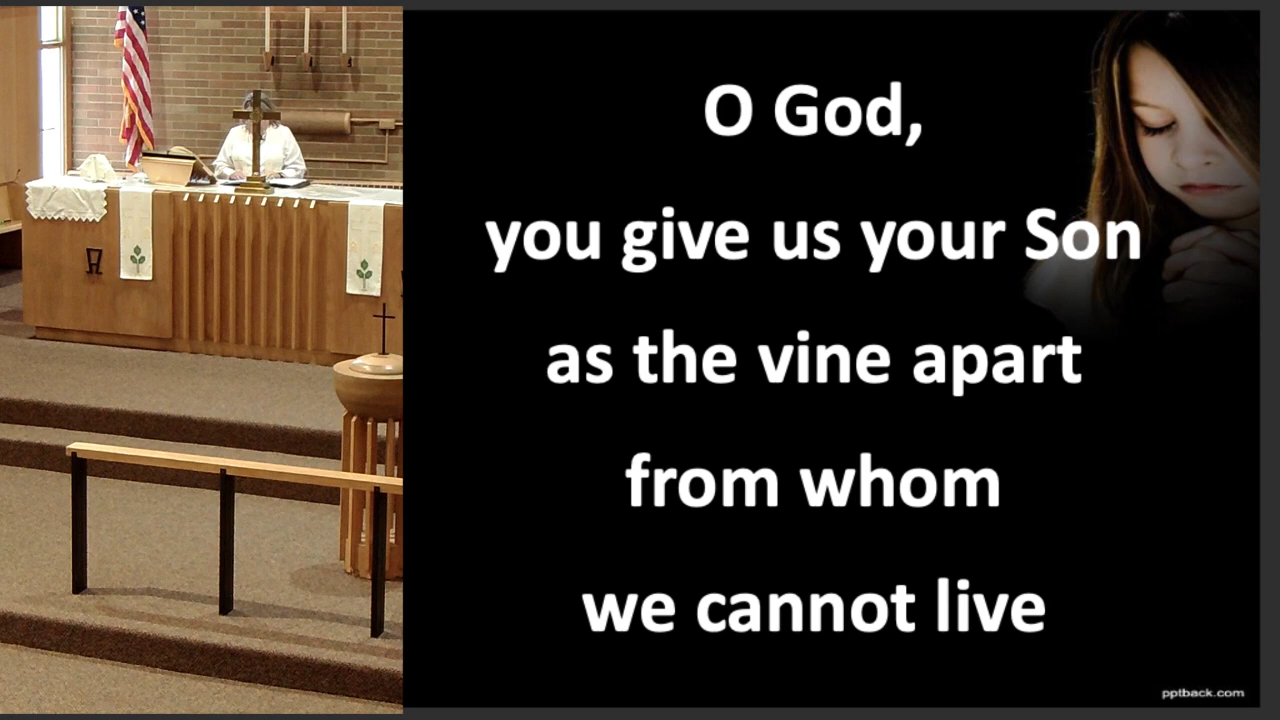 O God,
you give us your Son
as the vine apart
from whom
we cannot live
pptback.com